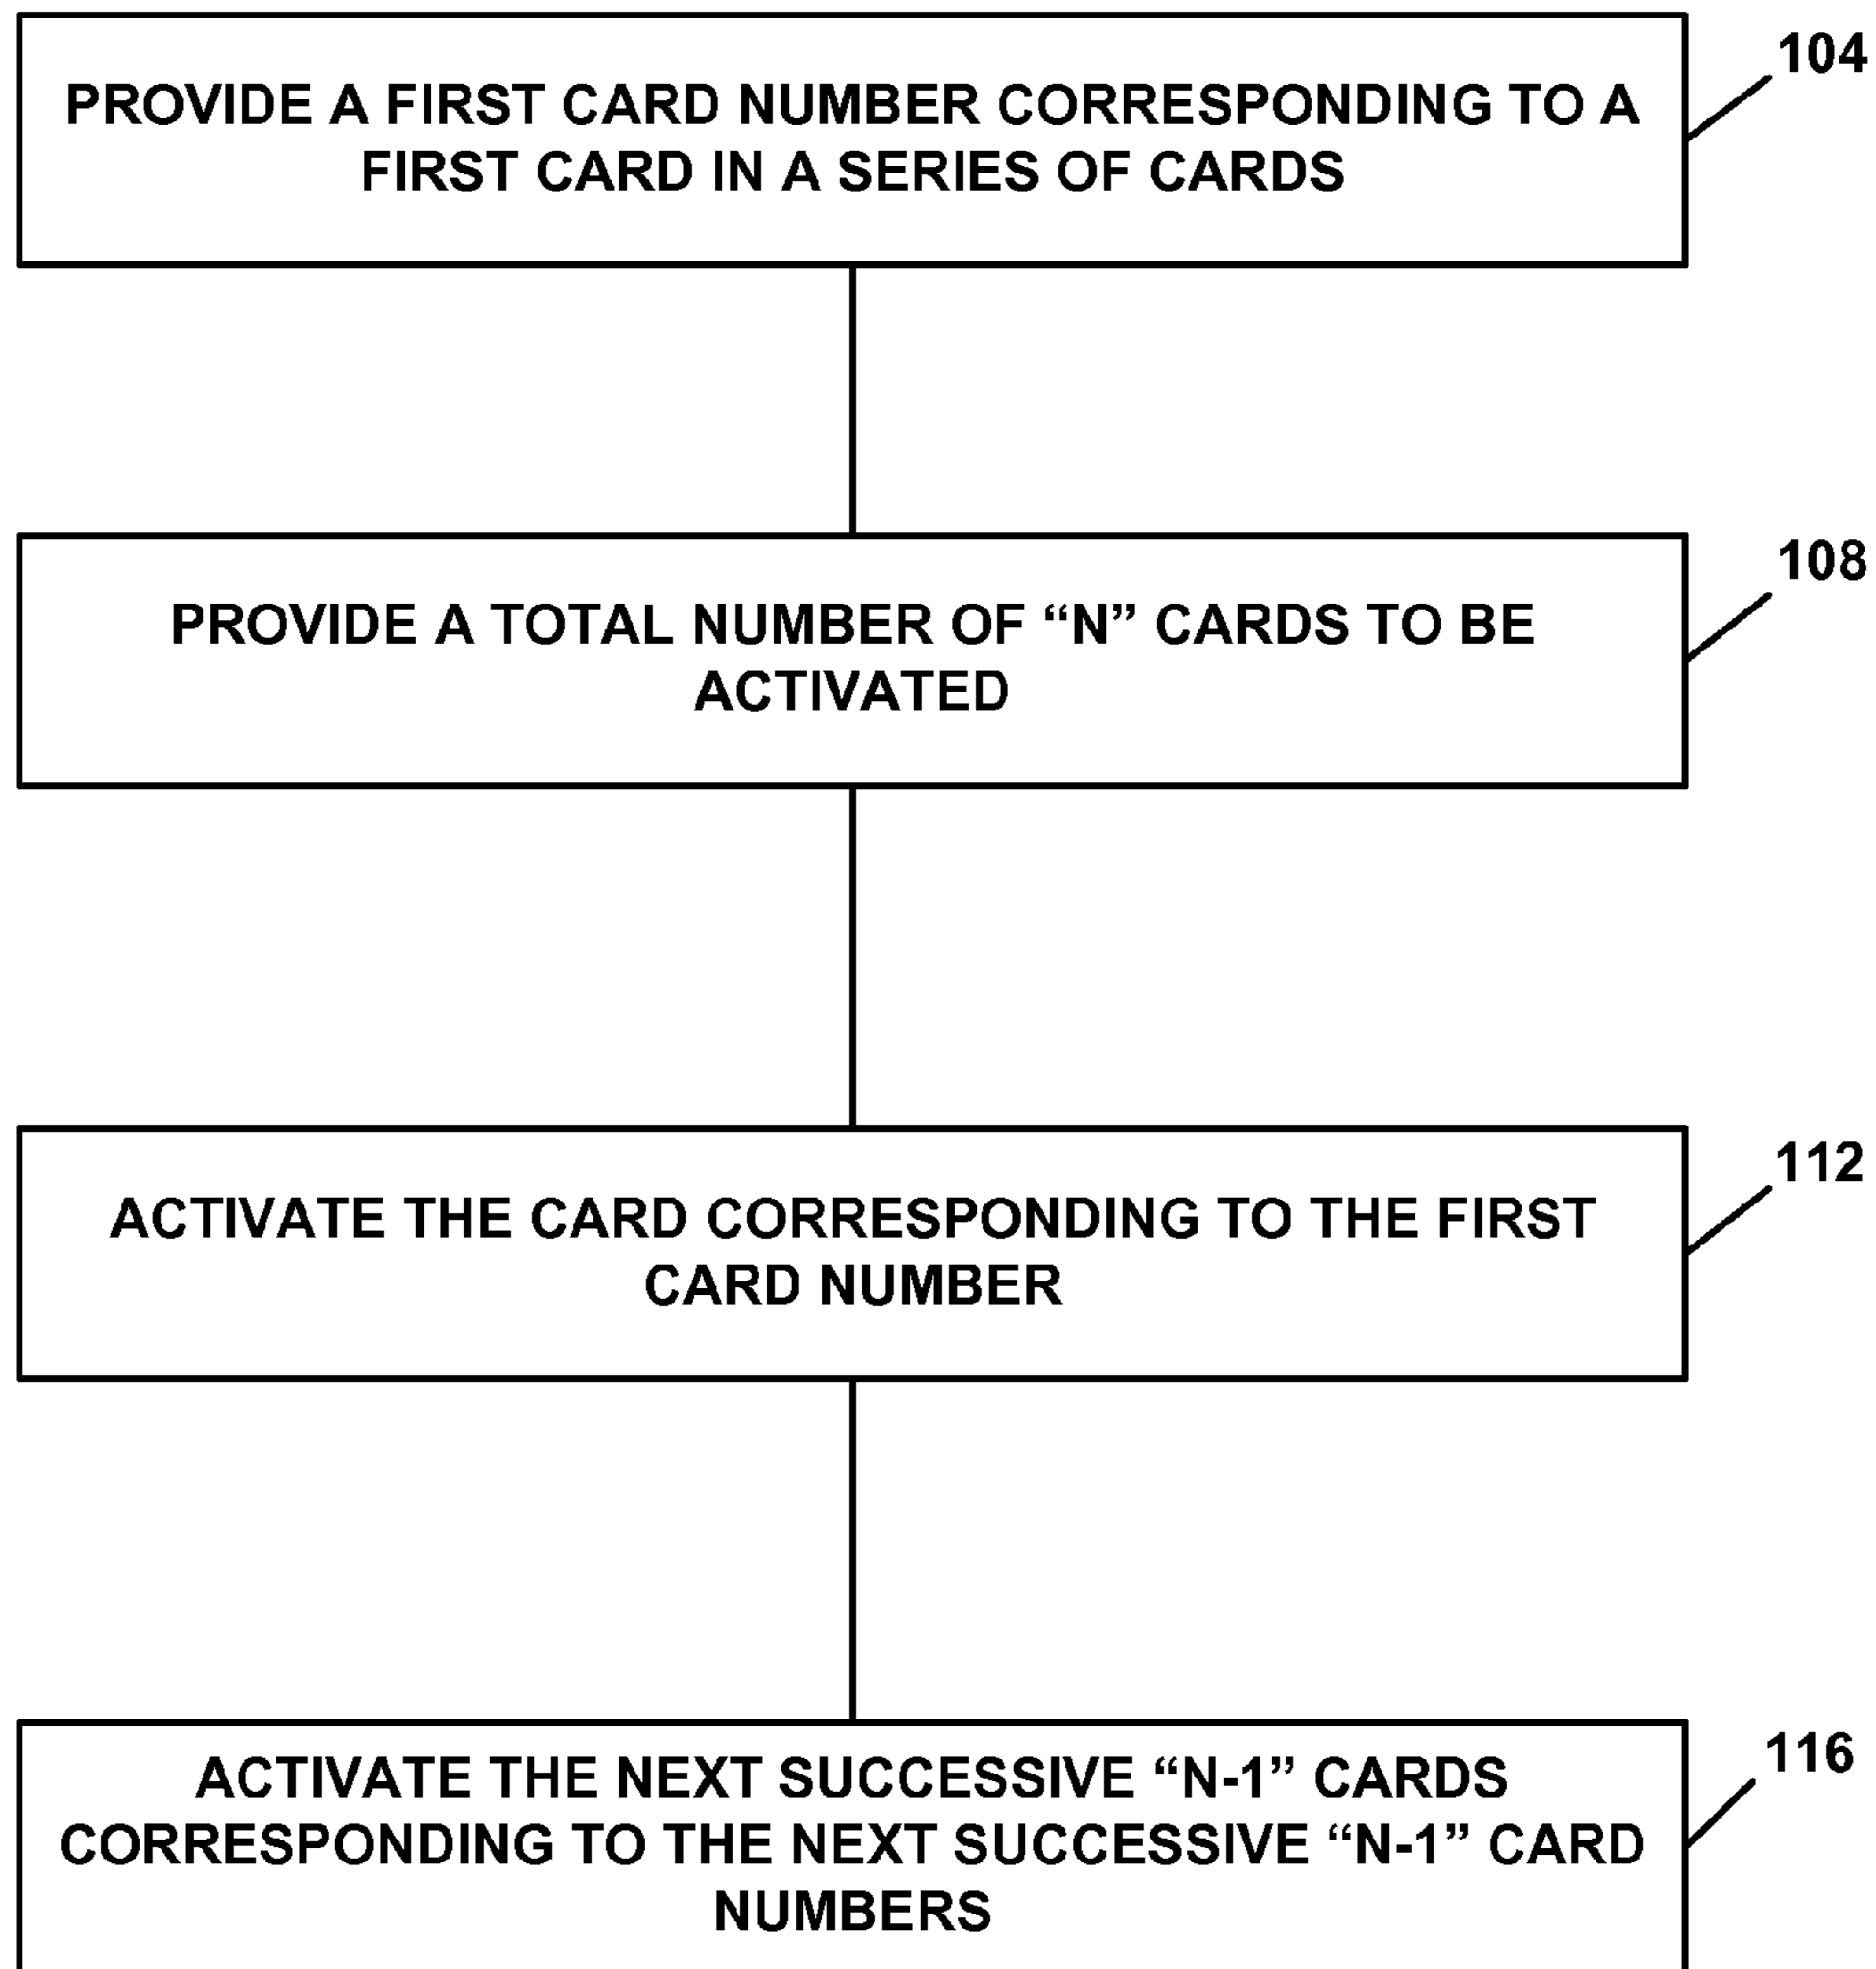 PROVIDE A FIRST CARD NUMBER CORRESPONDING TO A
FIRST CARD IN A SERIES OF CARDS
104
PROVIDE A TOTAL NUMBER OF “N” CARDS TO BE
ACTIVATED
108
ACTIVATE THE CARD CORRESPONDING TO THE FIRST
CARD NUMBER
112
ACTIVATE THE NEXT SUCCESSIVE “N-1” CARDS
CORRESPONDING TO THE NEXT SUCCESSIVE “N-1” CARD
NUMBERS
116